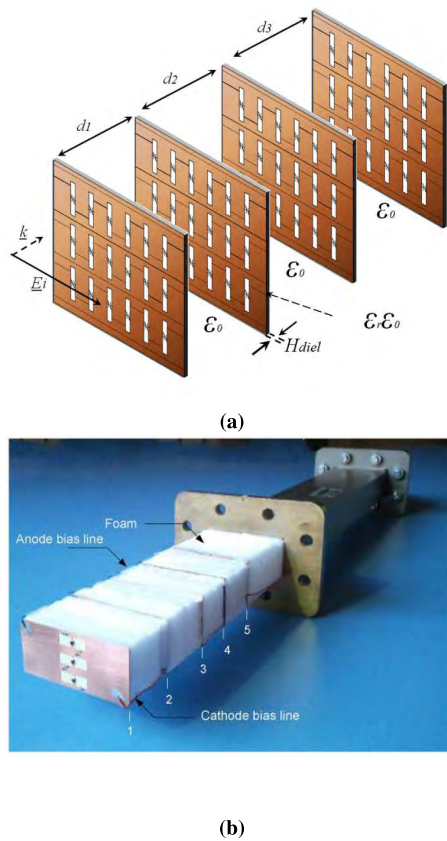 d1
d2
d3
k
Ei
ε0
ε0
ε0
εrε0
Hdiel
(a)
Foam
Anode bias line
1
2
3
4
5
Cathode bias line
(b)